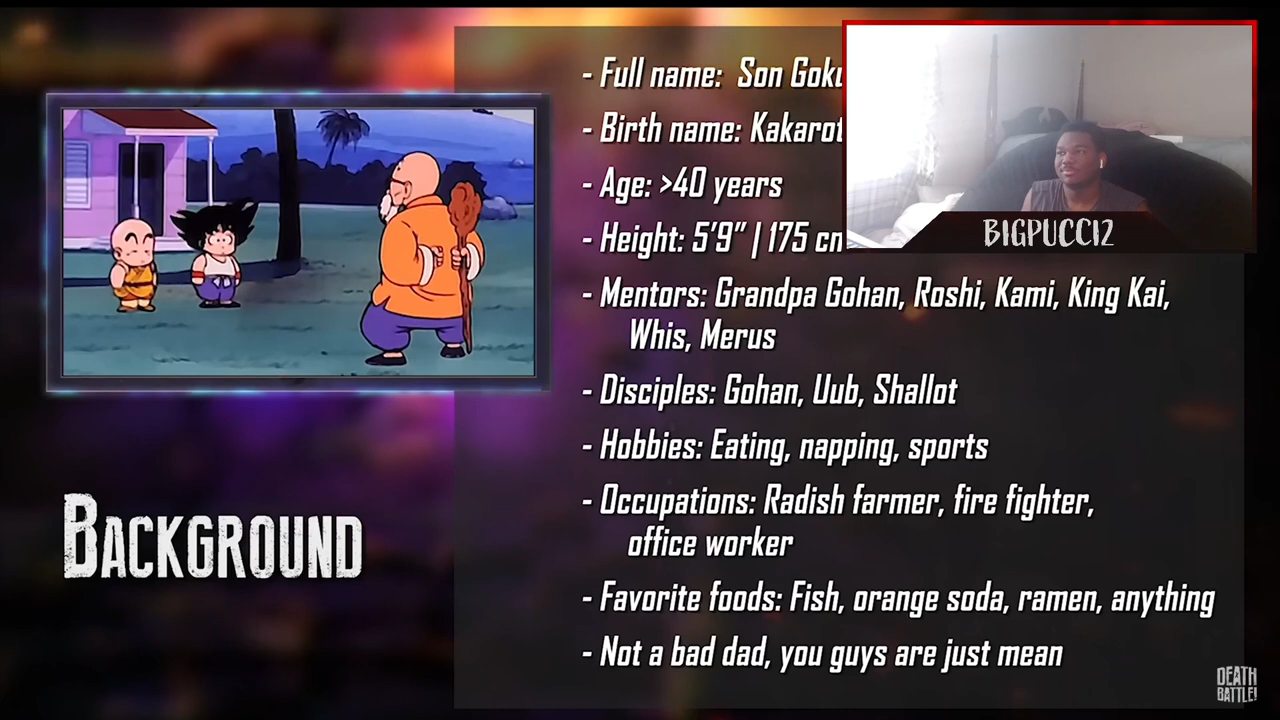 - Full name: Son Goku
- Birth name: Kakarot
- Age: >40 years
- Height: 5'9" | 175 cm
BIGPUCCI2
- Mentors: Grandpa Gohan, Roshi, Kami, King Kai,
Whis, Merus
- Disciples: Gohan, Uub, Shallot
- Hobbies: Eating, napping, sports
- Occupations: Radish farmer, fire fighter,
office worker
- Favorite foods: Fish, orange soda, ramen, anything
- Not a bad dad, you guys are just mean
BACKGROUND
DEATH
BATTLE!